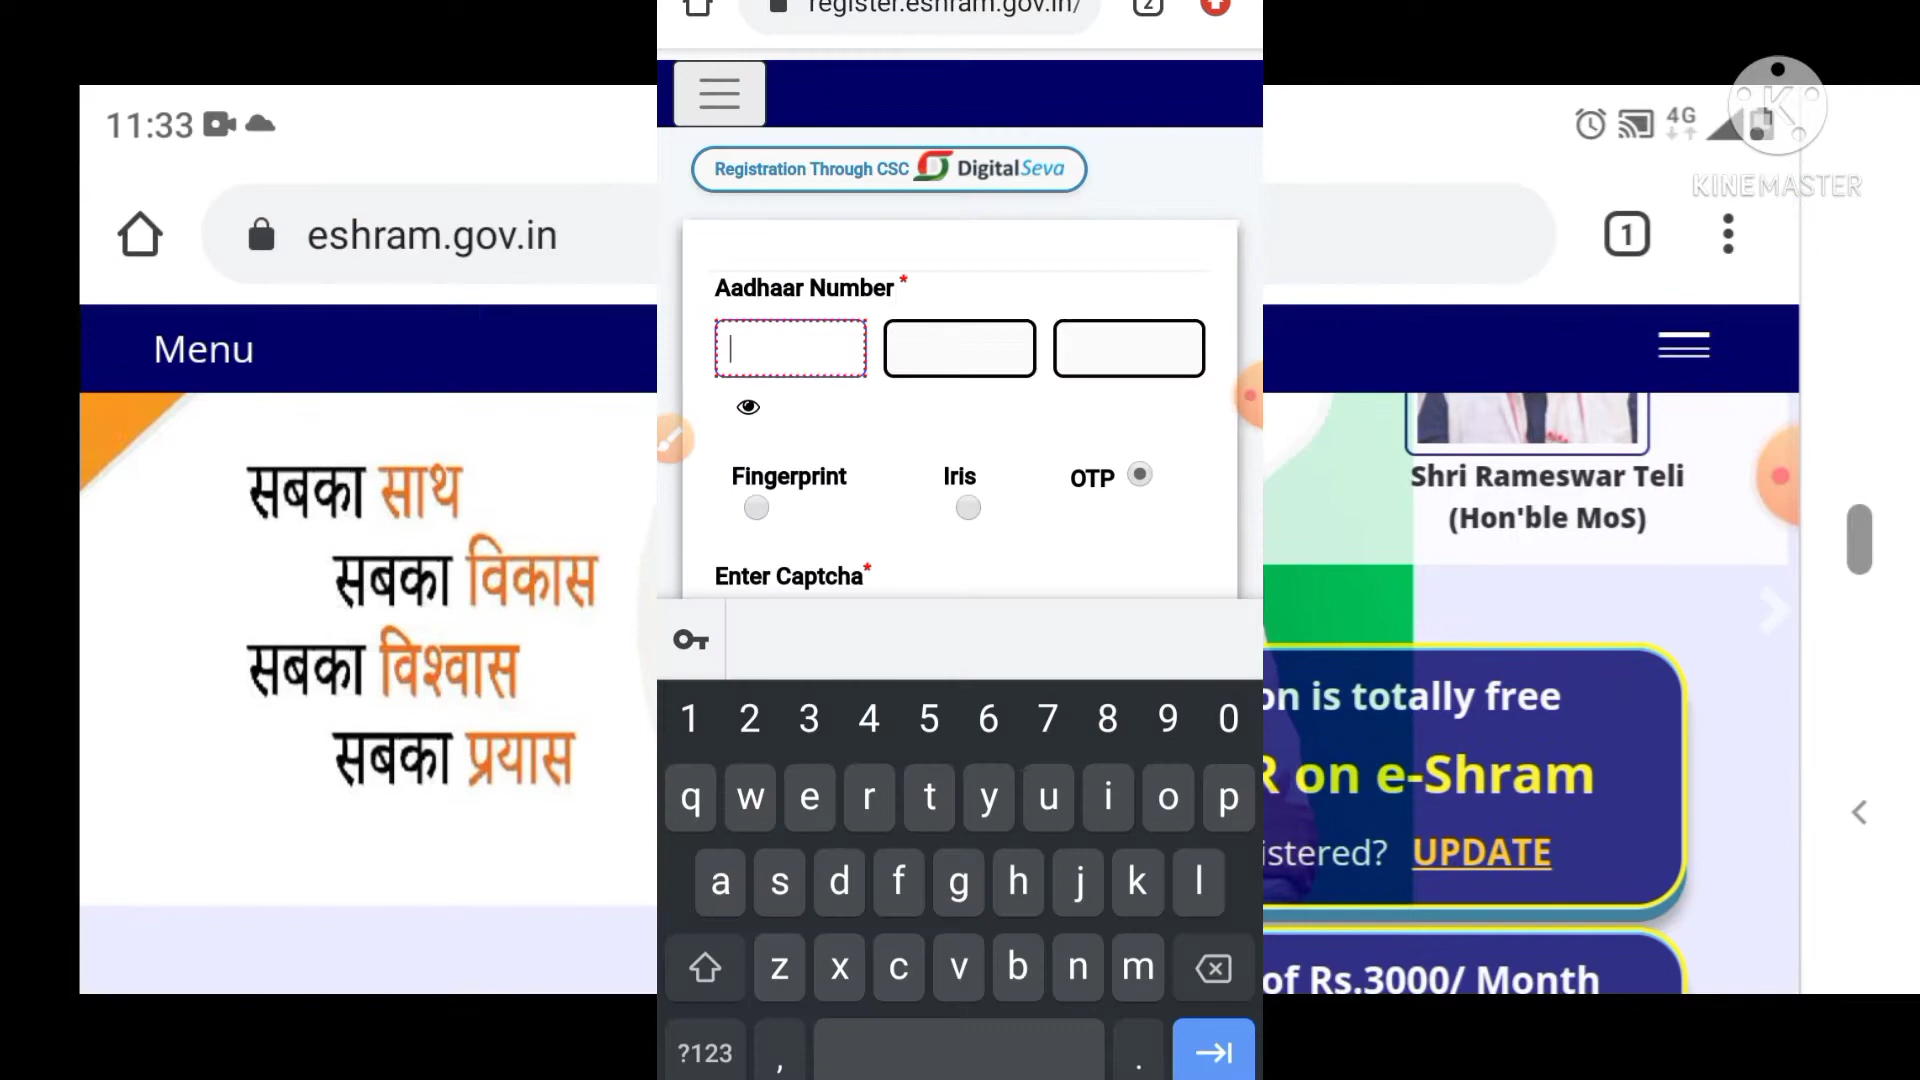 register.eshram.gov.in/
2
11:33
4G
KINEMASTER
Registration Through CSC DigitalSeva
eshram.gov.in
1
Menu
Aadhaar Number *
सबका साथ
सबका विकास
सबका विश्वास
सबका प्रयास
Fingerprint
Iris
OTP
Enter Captcha*
Shri Rameswar Teli
(Hon'ble MoS)
on is totally free
R on e-Shram
istered? UPDATE
of Rs.3000/ Month
1 2 3 4 5 6 7 8 9 0
q w e r t y u i o p
a s d f g h j k l
z x c v b n m
?123 , .